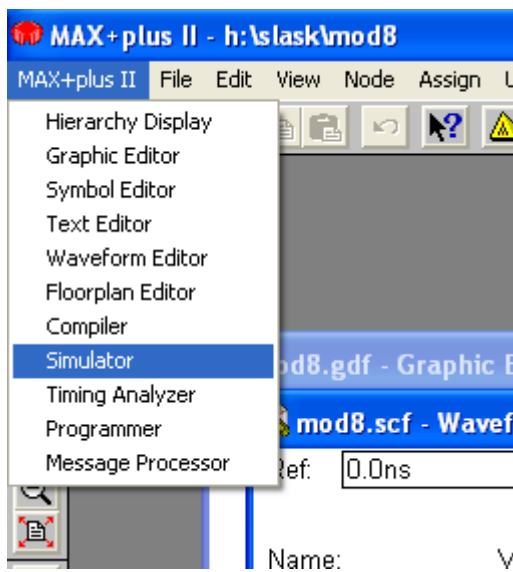 MAX+plus II - h:\slask\mod8
MAX+plus II File Edit View Node Assign
Hierarchy Display
Graphic Editor
Symbol Editor
Text Editor
Waveform Editor
Floorplan Editor
Compiler
Simulator
Timing Analyzer
Programmer
Message Processor
od8.gdf - Graphic E
mod8.scf - Wavef
Ref: 0.0ns
Name: